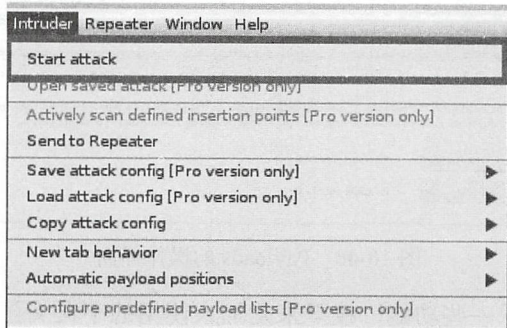 Intruder Repeater Window Help
Start attack
Open saved attack [Pro version only]
Actively scan defined insertion points [Pro version only]
Send to Repeater
Save attack config [Pro version only]
Load attack config [Pro version only]
Copy attack config
New tab behavior
Automatic payload positions
Configure predefined payload lists [Pro version only]